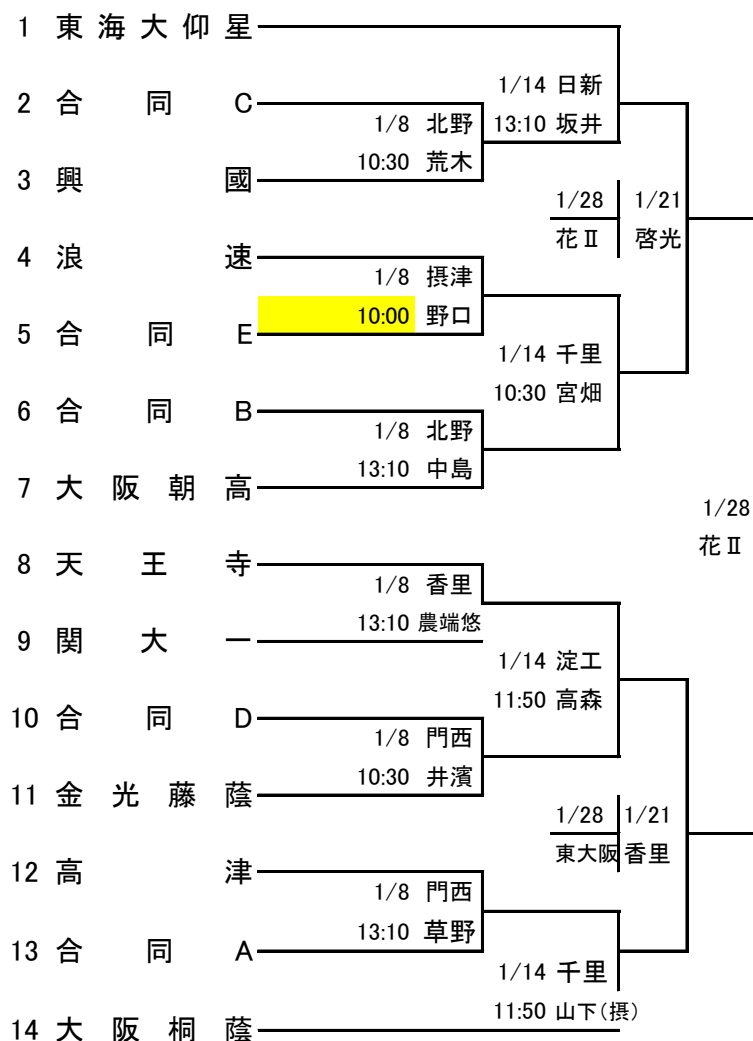 1 東海大仰星
1/14 日新
2 合同C
1/8 北野
13:10 坂井
10:30 荒木
3 興國
1/28 1/21
花Ⅱ 啓光
4 浪速
1/8 摂津
10:00 野口
5 合同E
1/14 千里
10:30 宮畑
6 合同B
1/8 北野
13:10 中島
7 大阪朝高
1/28
花Ⅱ
8 天王寺
1/8 香里
13:10 農端悠
9 関大一
1/14 淀工
11:50 高森
10 合同D
1/8 門西
10:30 井濱
11 金光藤蔭
1/28 1/21
東大阪 香里
12 高津
1/8 門西
13:10 草野
13 合同A
1/14 千里
11:50 山下(摂)
14 大阪桐蔭